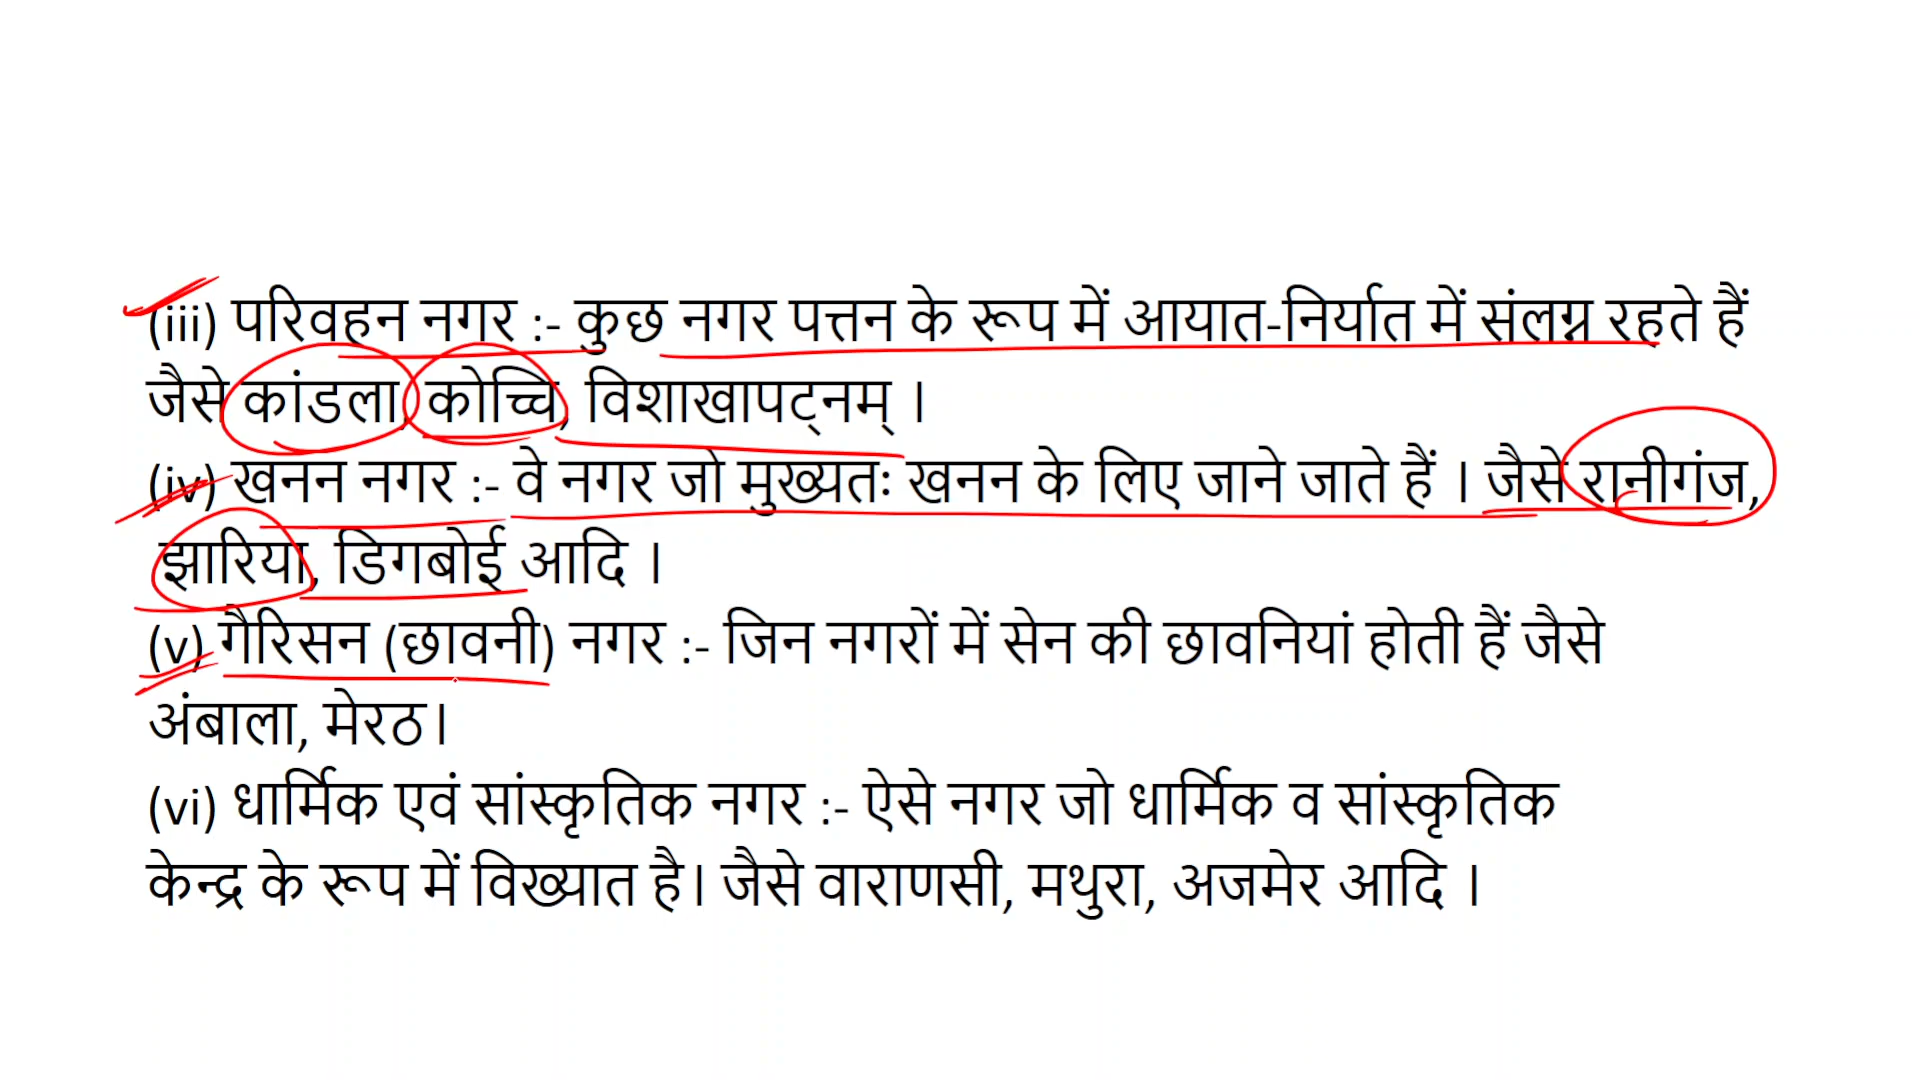 (iii) परिवहन नगर :- कुछ नगर पत्तन के रूप में आयात-निर्यात में संलग्न रहते हैं
जैसे कांडला, कोच्चि, विशाखापट्नम् ।
(iv) खनन नगर :- वे नगर जो मुख्यतः खनन के लिए जाने जाते हैं । जैसे रानीगंज,
झारिया, डिगबोई आदि ।
(v) गैरिसन (छावनी) नगर :- जिन नगरों में सेन की छावनियां होती हैं जैसे
अंबाला, मेरठ।
(vi) धार्मिक एवं सांस्कृतिक नगर :- ऐसे नगर जो धार्मिक व सांस्कृतिक
केन्द्र के रूप में विख्यात है। जैसे वाराणसी, मथुरा, अजमेर आदि ।